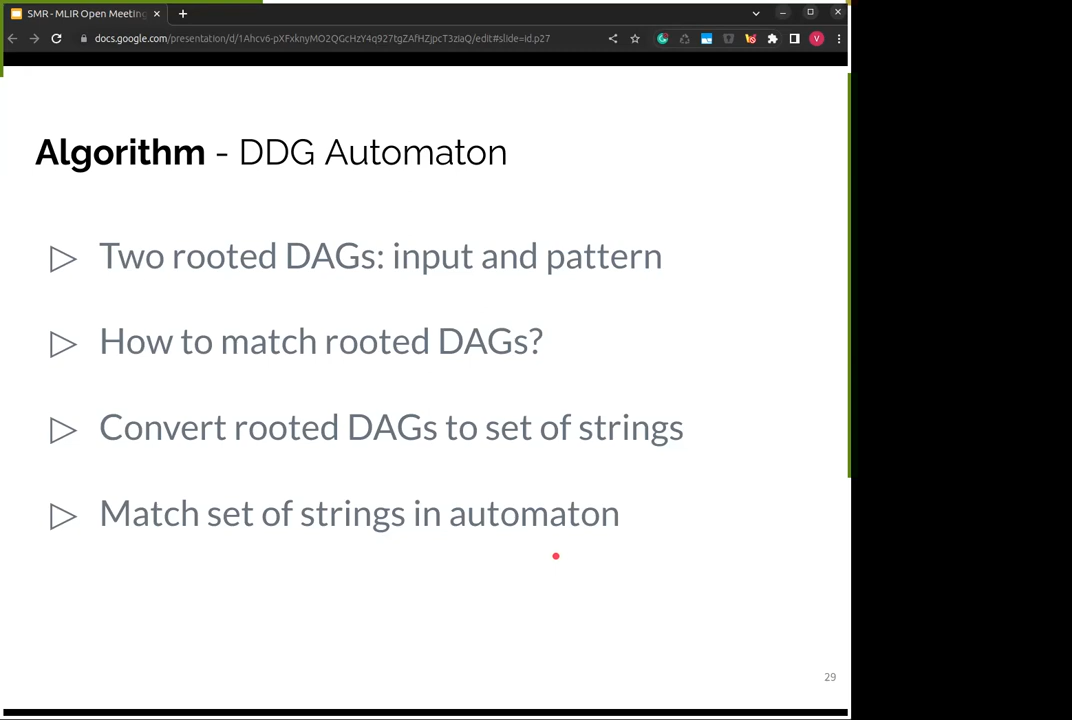 SMR - MLIR Open Meeting
docs.google.com/presentation/d/1Ahcv6-pXFxknyMO2QGcHzY4q927tgZAfHZjpcT3ziaQ/edit#slide=id.p27
V
Algorithm - DDG Automaton
Two rooted DAGs: input and pattern
How to match rooted DAGs?
Convert rooted DAGs to set of strings
Match set of strings in automaton
29